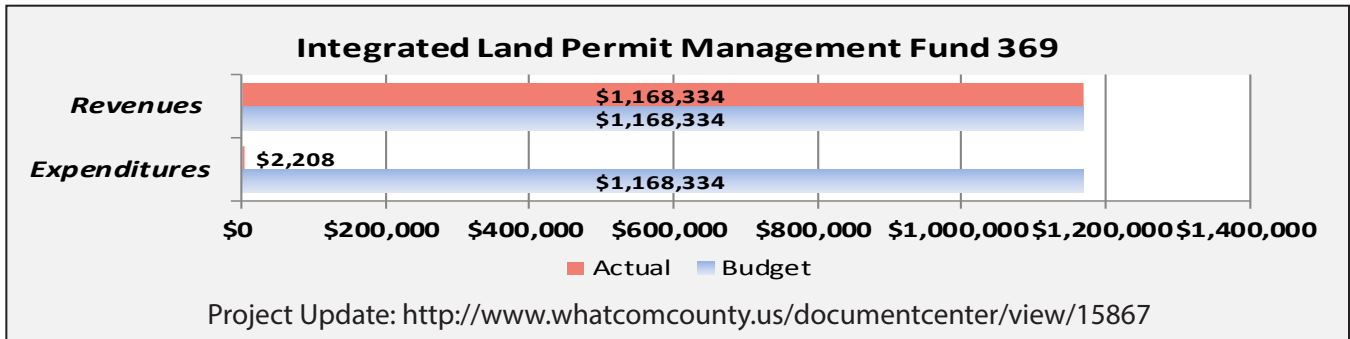 Integrated Land Permit Management Fund 369
Revenues
$1,168,334
$1,168,334
Expenditures
$2,208
$1,168,334
$0 $200,000 $400,000 $600,000 $800,000 $1,000,000 $1,200,000 $1,400,000
Actual Budget
Project Update: http://www.whatcomcounty.us/documentcenter/view/15867